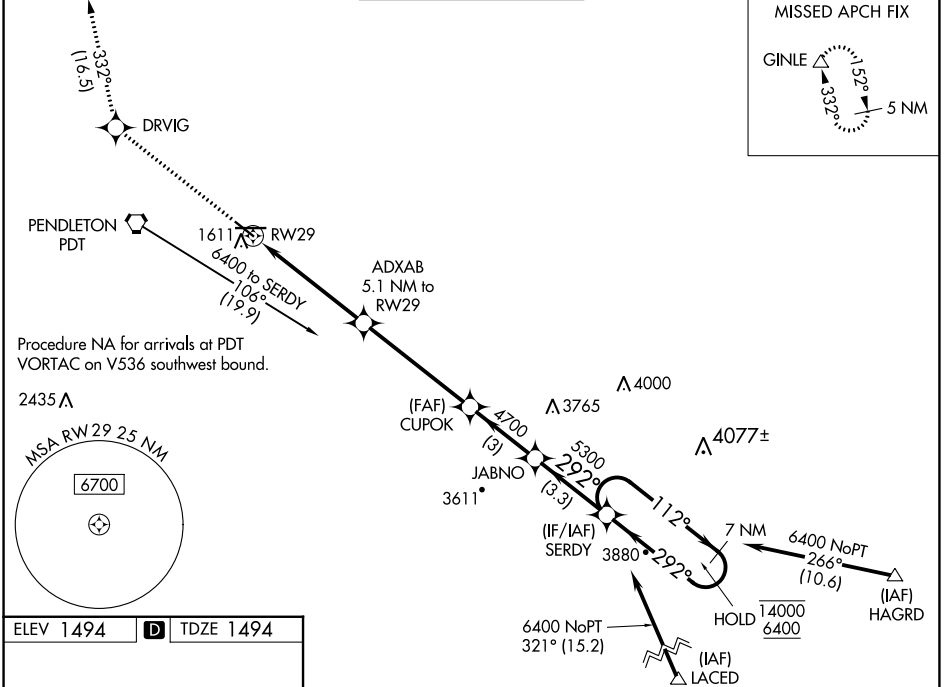 MISSED APCH FIX
GINLE
152°
332°
5 NM
332°
(16.5)
DRVIG
PENDLETON
PDT
1611
RW29
6400 to SERDY
106°
(19.9)
ADXAB
5.1 NM to
RW29
Procedure NA for arrivals at PDT
VORTAC on V536 southwest bound.
2435
MSA RW 29 25 NM
6700
(FAF)
CUPOK
4700
(3)
3765
4000
4077±
JABNO
5300
292°
(3.3)
3611
(IF/IAF)
SERDY
112°
7 NM
3880
292°
6400 NoPT
266°
(10.6)
(IAF)
HAGRD
HOLD
14000
6400
6400 NoPT
321° (15.2)
(IAF)
LACED
ELEV 1494 D TDZE 1494